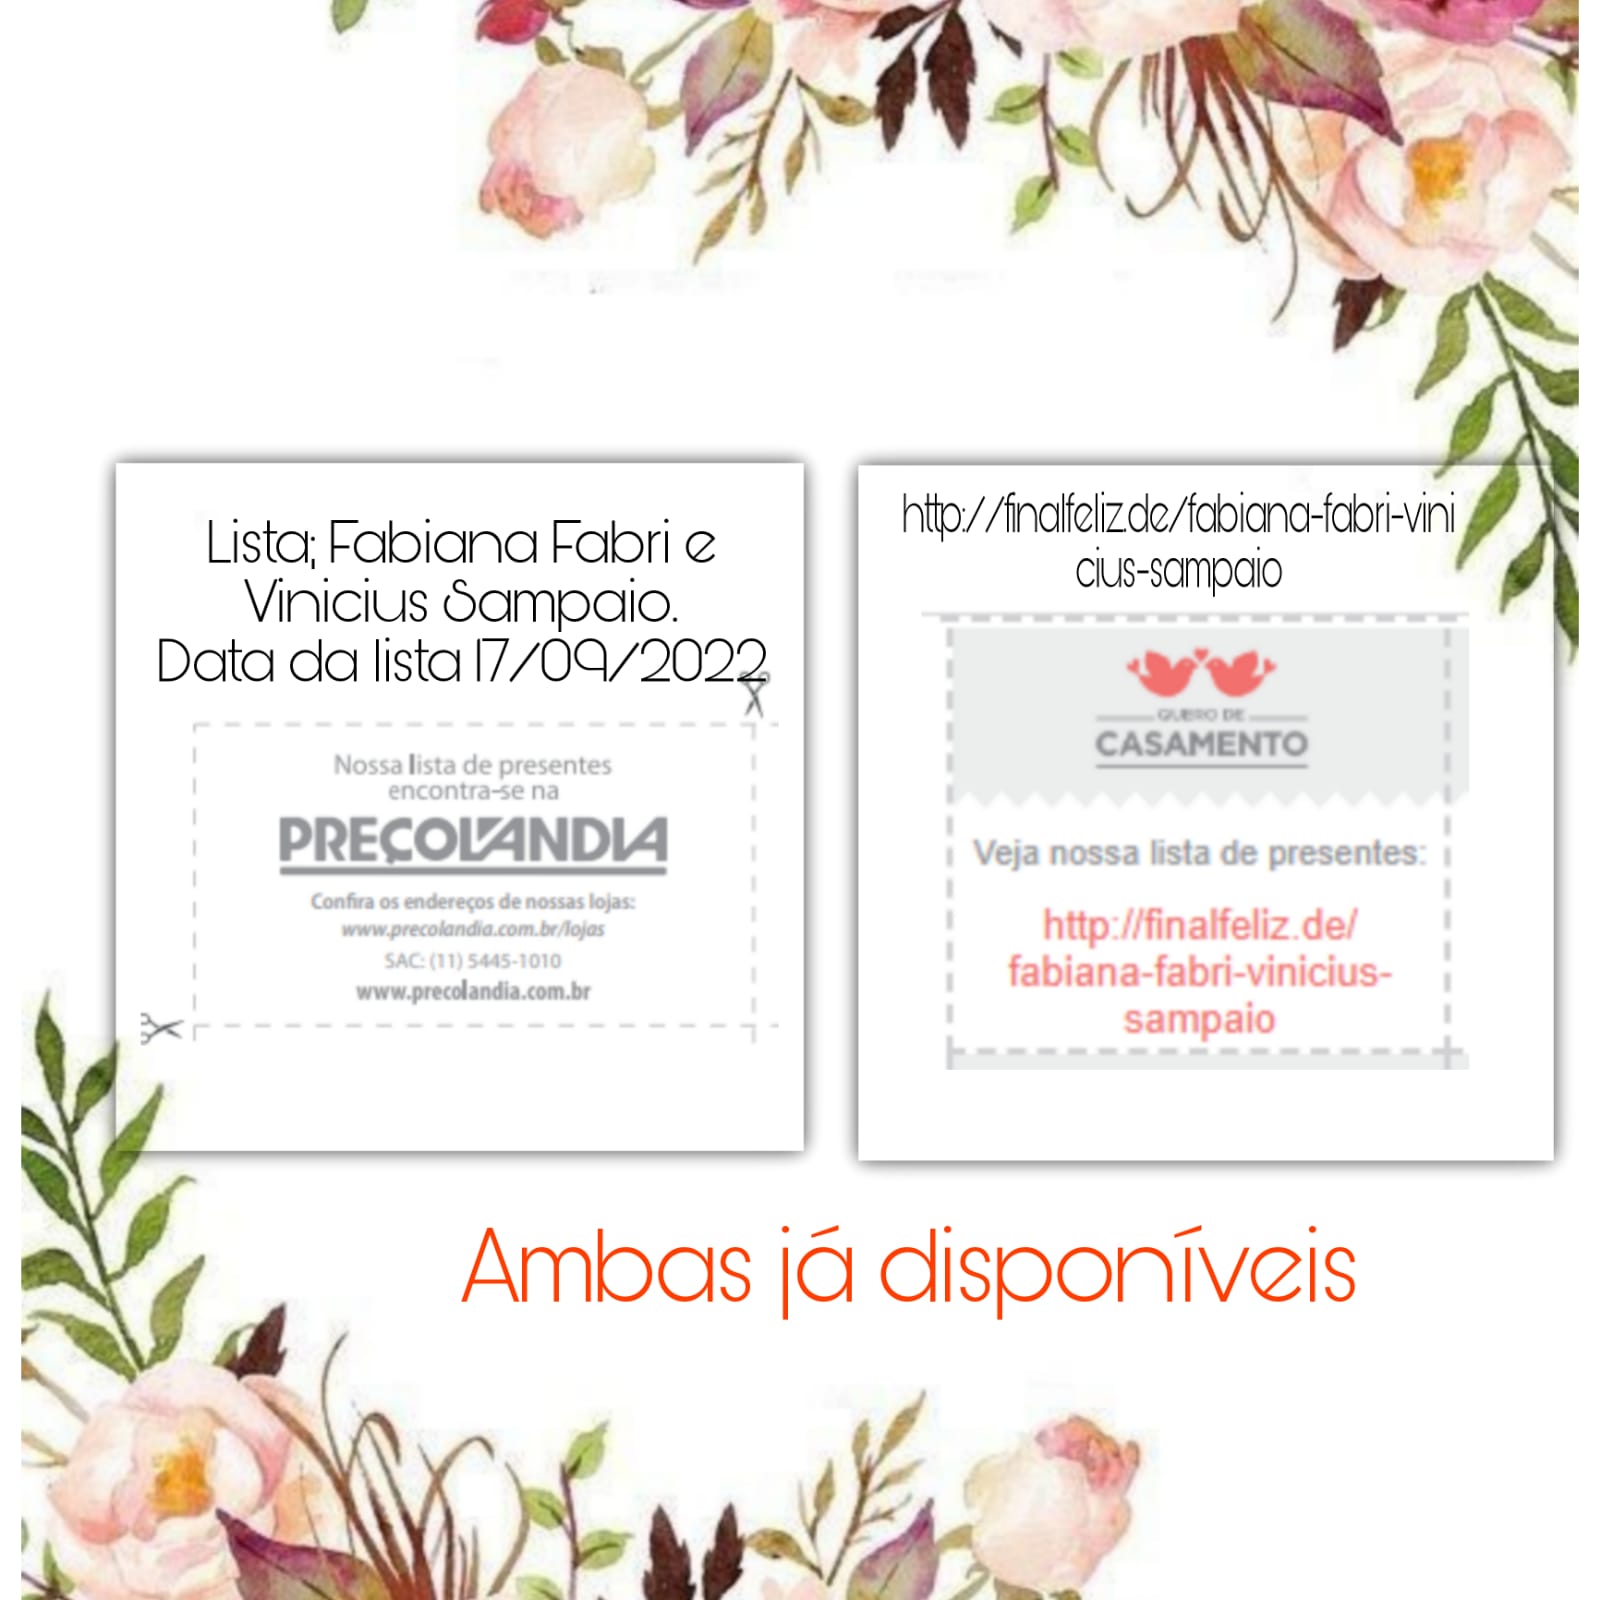 Lista; Fabiana Fabri e
Vinicius Sampaio.
Data da lista 17/09/2022
Nossa lista de presentes
encontra-se na
PREÇOLANDIA
Confira os endereços de nossas lojas:
www.precolandia.com.br/lojas
SAC: (11) 5445-1010
www.precolandia.com.br
http://finalfeliz.de/fabiana-fabri-vini
cius-sampaio
QUERO DE
CASAMENTO
Veja nossa lista de presentes:
http://finalfeliz.de/
fabiana-fabri-vinicius-
sampaio
Ambas já disponíveis